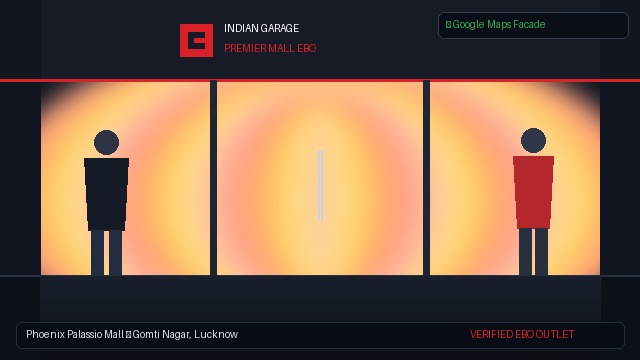 INDIAN GARAGE
PREMIER MALL EBO
Google Maps Facade
Phoenix Palassio Mall Gomti Nagar, Lucknow
VERIFIED EBO OUTLET